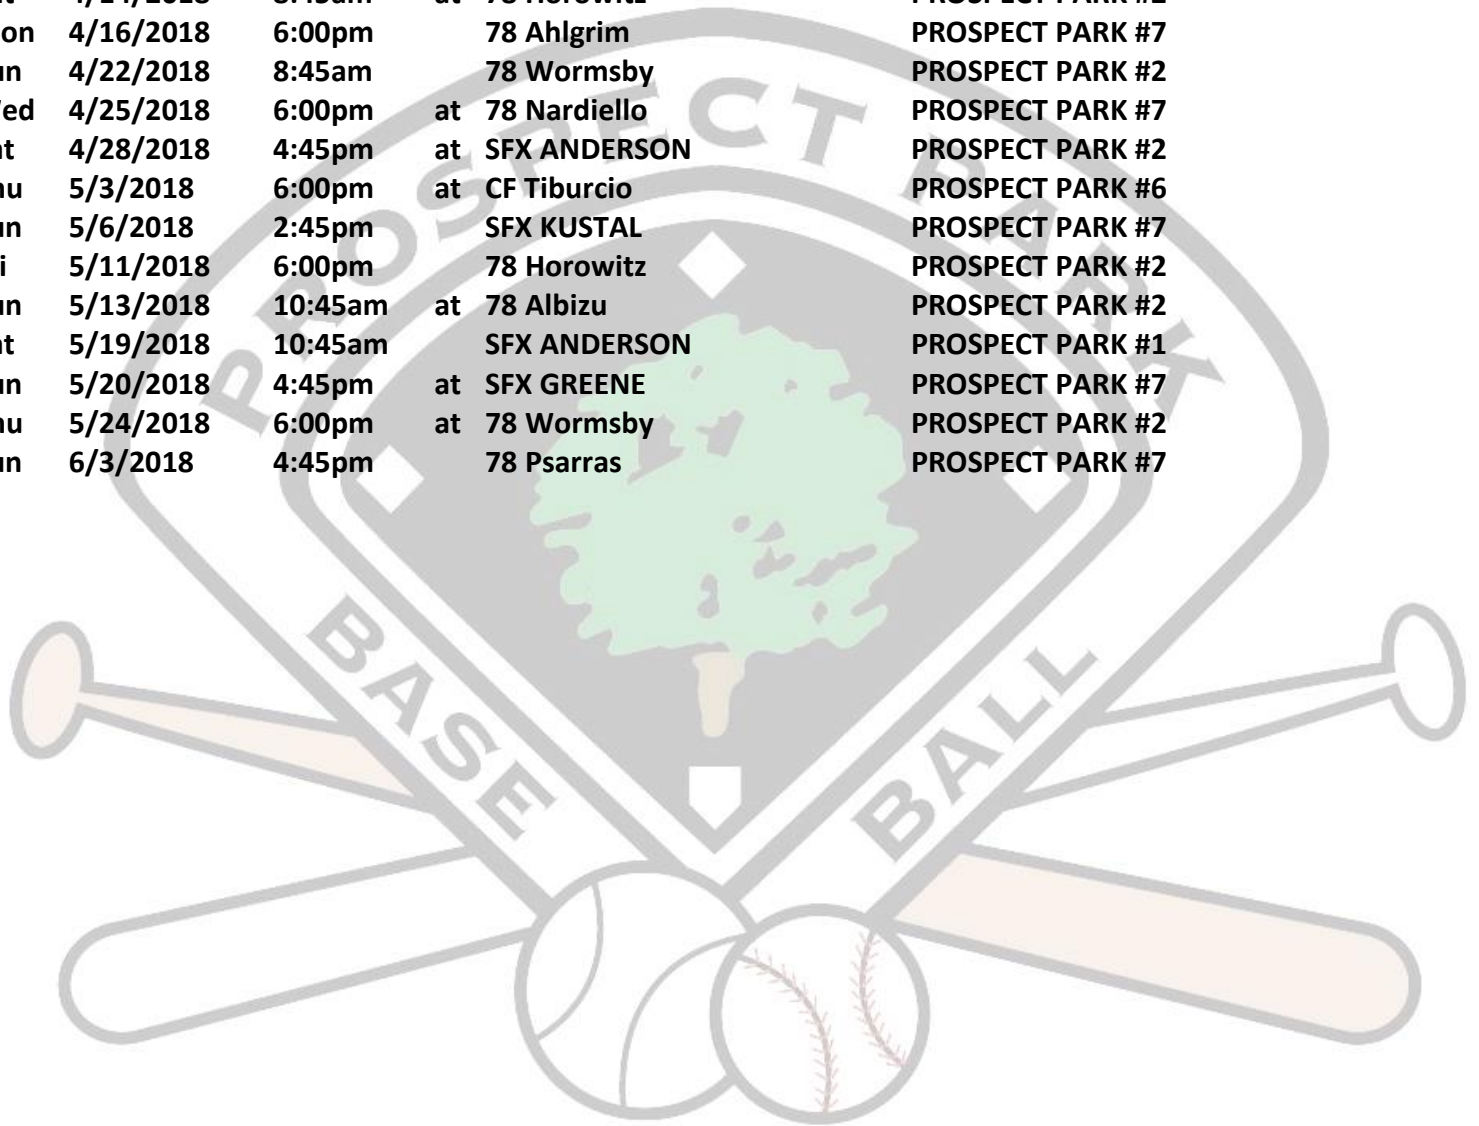 on 4/16/2018 6:00pm 78 Ahlgrim PROSPECT PARK #7
un 4/22/2018 8:45am 78 Wormsby PROSPECT PARK #2
ed 4/25/2018 6:00pm at 78 Nardiello PROSPECT PARK #7
at 4/28/2018 4:45pm at SFX ANDERSON PROSPECT PARK #2
hu 5/3/2018 6:00pm at CF Tiburcio PROSPECT PARK #6
un 5/6/2018 2:45pm SFX KUSTAL PROSPECT PARK #7
i 5/11/2018 6:00pm 78 Horowitz PROSPECT PARK #2
un 5/13/2018 10:45am at 78 Albizu PROSPECT PARK #2
at 5/19/2018 10:45am SFX ANDERSON PROSPECT PARK #1
un 5/20/2018 4:45pm at SFX GREENE PROSPECT PARK #7
hu 5/24/2018 6:00pm at 78 Wormsby PROSPECT PARK #2
un 6/3/2018 4:45pm 78 Psarras PROSPECT PARK #7
PROSPECT PARK
BASE BALL